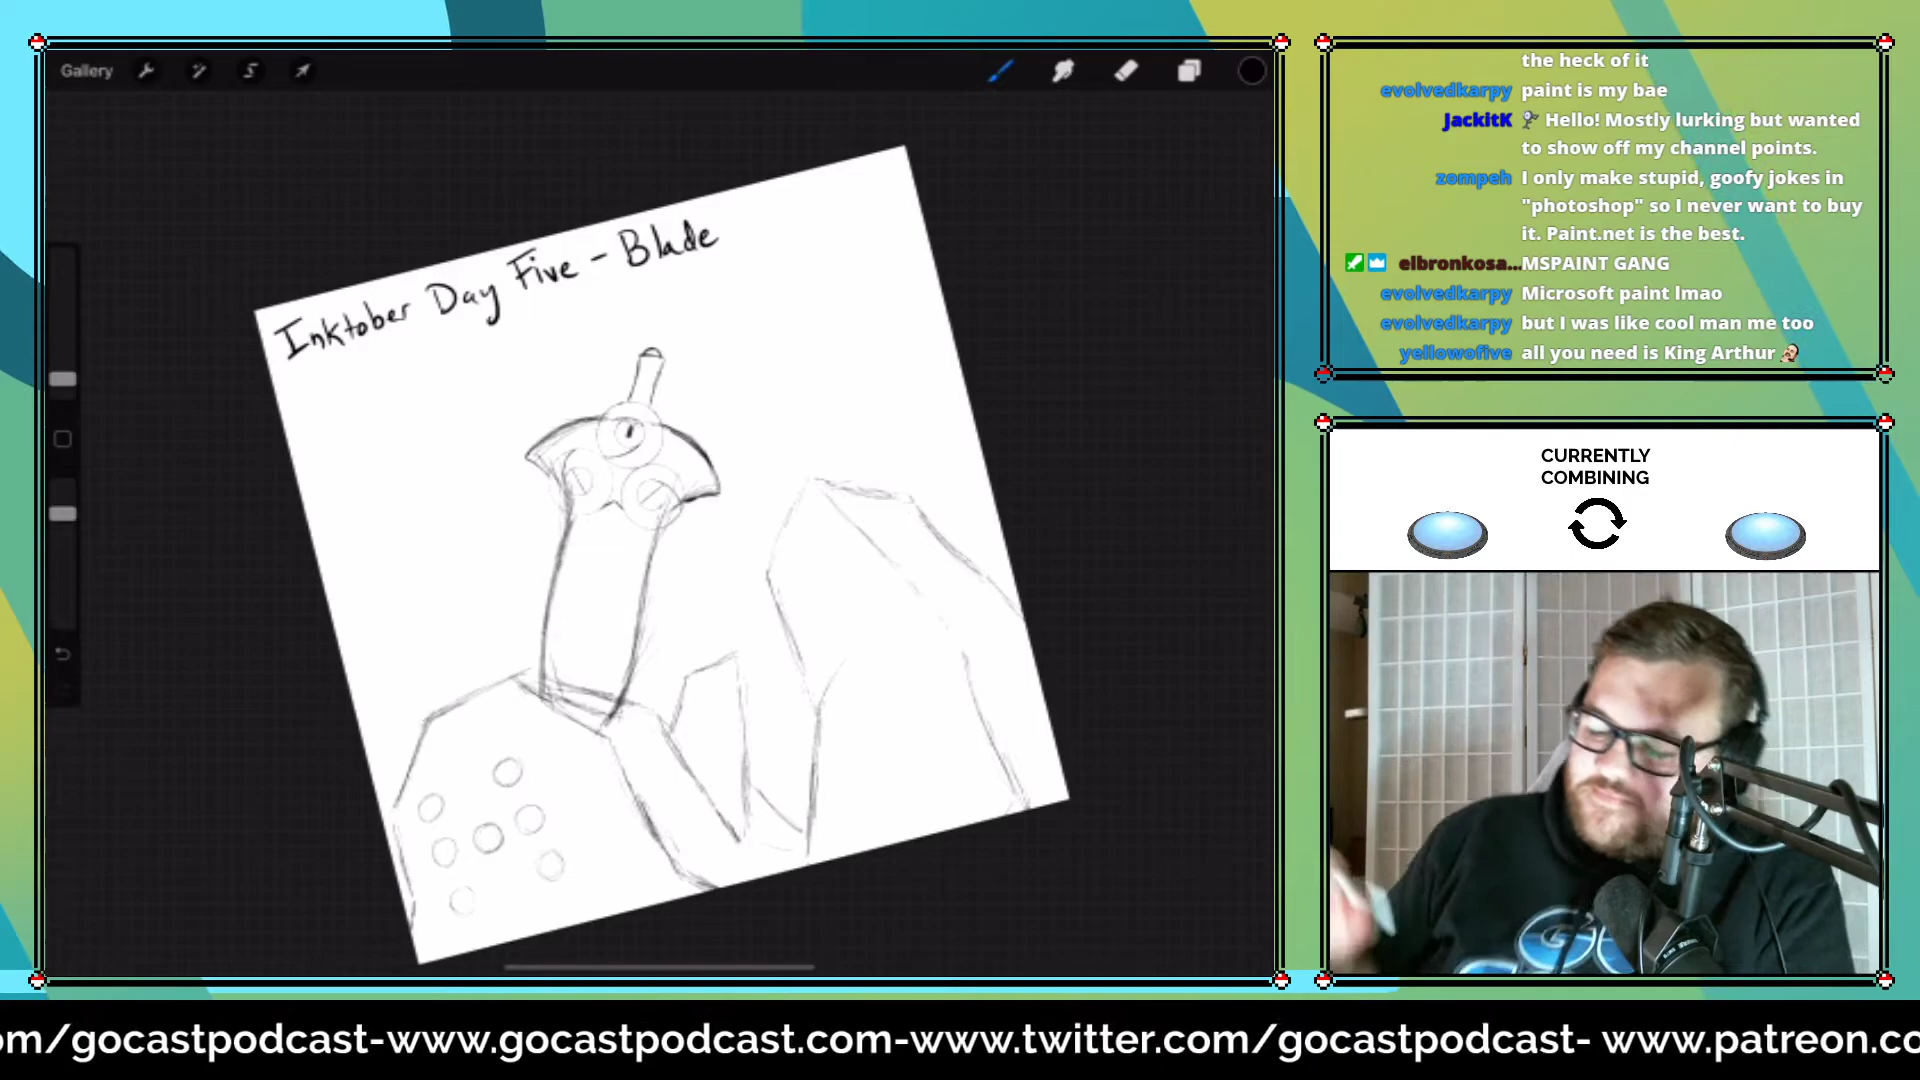 Gallery
Inktober Day Five - Blade
the heck of it
evolvedkarpy paint is my bae
JackitK Hello! Mostly lurking but wanted
to show off my channel points.
zompeh I only make stupid, goofy jokes in
"photoshop" so I never want to buy
it. Paint.net is the best.
elbronkosa... MSPAINT GANG
evolvedkarpy Microsoft paint lmao
evolvedkarpy but I was like cool man me too
yellowofive all you need is King Arthur
CURRENTLY
COMBINING
om/gocastpodcast-www.gocastpodcast.com-www.twitter.com/gocastpodcast- www.patreon.co